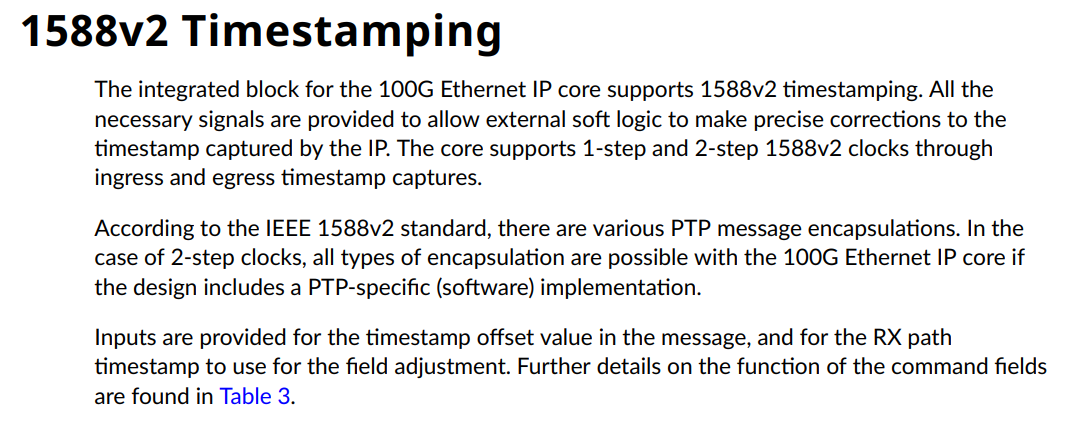 1588v2 Timestamping
The integrated block for the 100G Ethernet IP core supports 1588v2 timestamping. All the
necessary signals are provided to allow external soft logic to make precise corrections to the
timestamp captured by the IP. The core supports 1-step and 2-step 1588v2 clocks through
ingress and egress timestamp captures.
According to the IEEE 1588v2 standard, there are various PTP message encapsulations. In the
case of 2-step clocks, all types of encapsulation are possible with the 100G Ethernet IP core if
the design includes a PTP-specific (software) implementation.
Inputs are provided for the timestamp offset value in the message, and for the RX path
timestamp to use for the field adjustment. Further details on the function of the command fields
are found in Table 3.